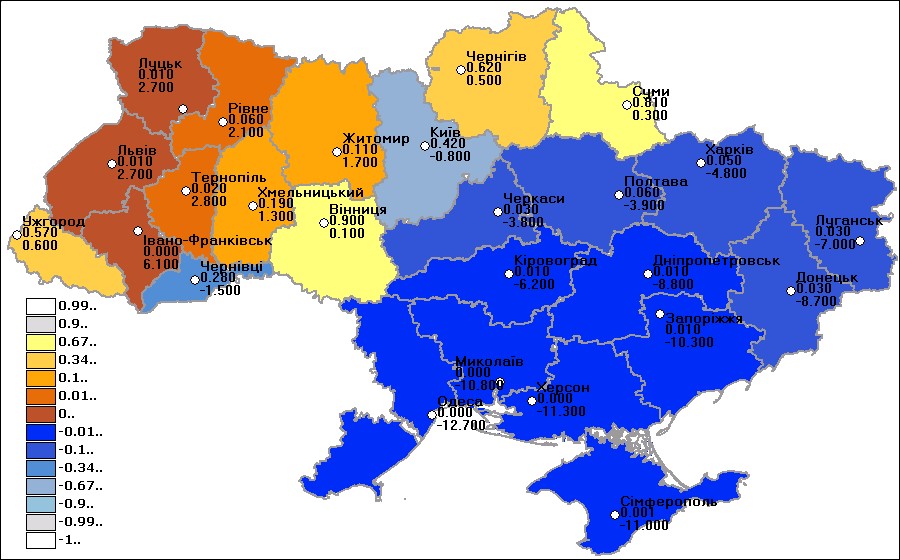 Луцьк
0.010
2.700
Рівне
0.060
2.100
Чернігів
0.620
0.500
Суми
0.810
0.300
Житомир
0.110
1.700
Київ
0.420
-0.800
Харків
0.050
-4.800
Львів
0.010
2.700
Тернопіль
0.020
2.800
Хмельницький
0.190
1.300
Полтава
0.060
-3.900
Черкаси
0.030
-3.800
Вінниця
0.900
0.100
Ужгород
0.570
0.600
Івано-Франківськ
0.000
6.100
Луганськ
0.030
-7.000
Чернівці
0.280
-1.500
Кіровоград
0.010
-6.200
Дніпропетровськ
0.010
-8.800
Донецьк
0.030
-8.700
Запоріжжя
0.010
-10.300
Миколаїв
0.000
-10.800
Херсон
0.000
-11.300
Одеса
0.000
-12.700
Сімферополь
0.001
-11.000
0.99..
0.9..
0.67..
0.34..
0.1..
0.01..
0..
-0.01..
-0.1..
-0.34..
-0.67..
-0.9..
-0.99..
-1..